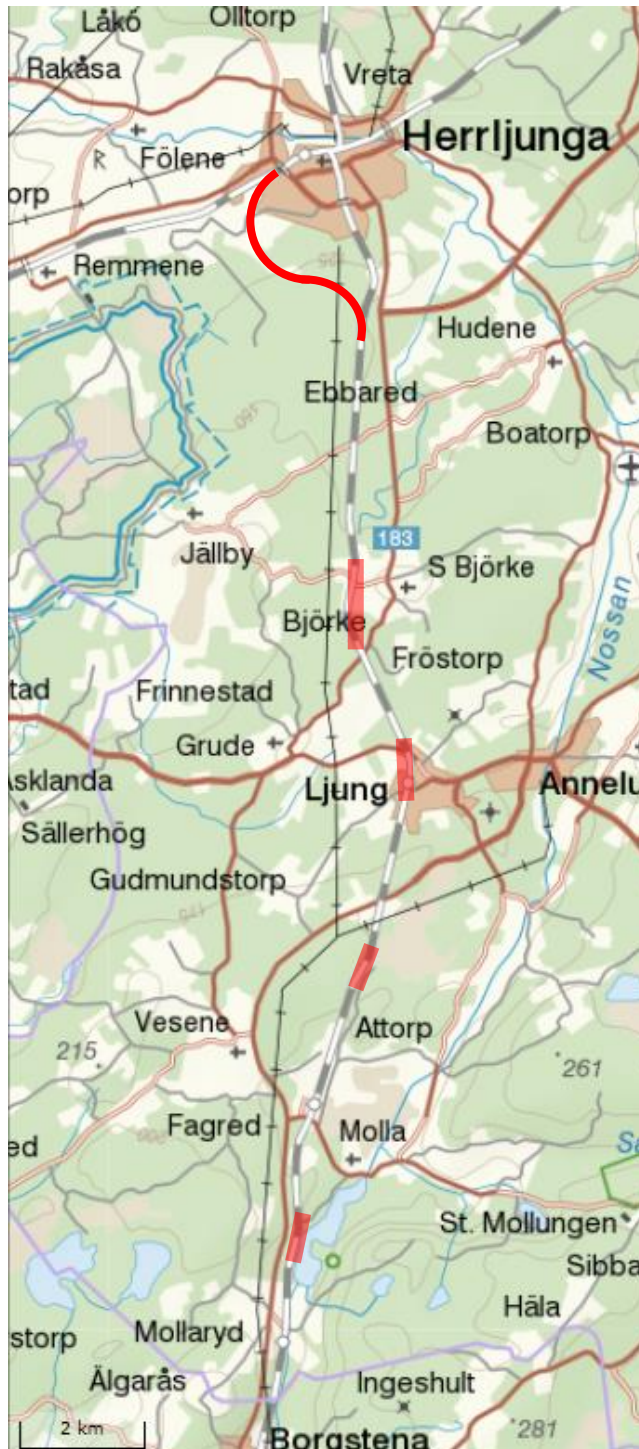 Låkö
Olltorp
Rakåsa
Vreta
Herrljunga
Fölene
R
orp
Remmene
Hudene
Ebbared
Boatorp
183
Jällby
S Björke
Björke
Fröstorp
Nossan
tad
Frinnestad
Grude
Asklanda
Ljung
Annelu
Sällerhög
Gudmundstorp
Vesene
Attorp
215
261
Fagred
ed
Molla
St. Mollungen
Sibba
Häla
storp
Mollaryd
Älgarås
Ingeshult
2 km
Borgstena
281